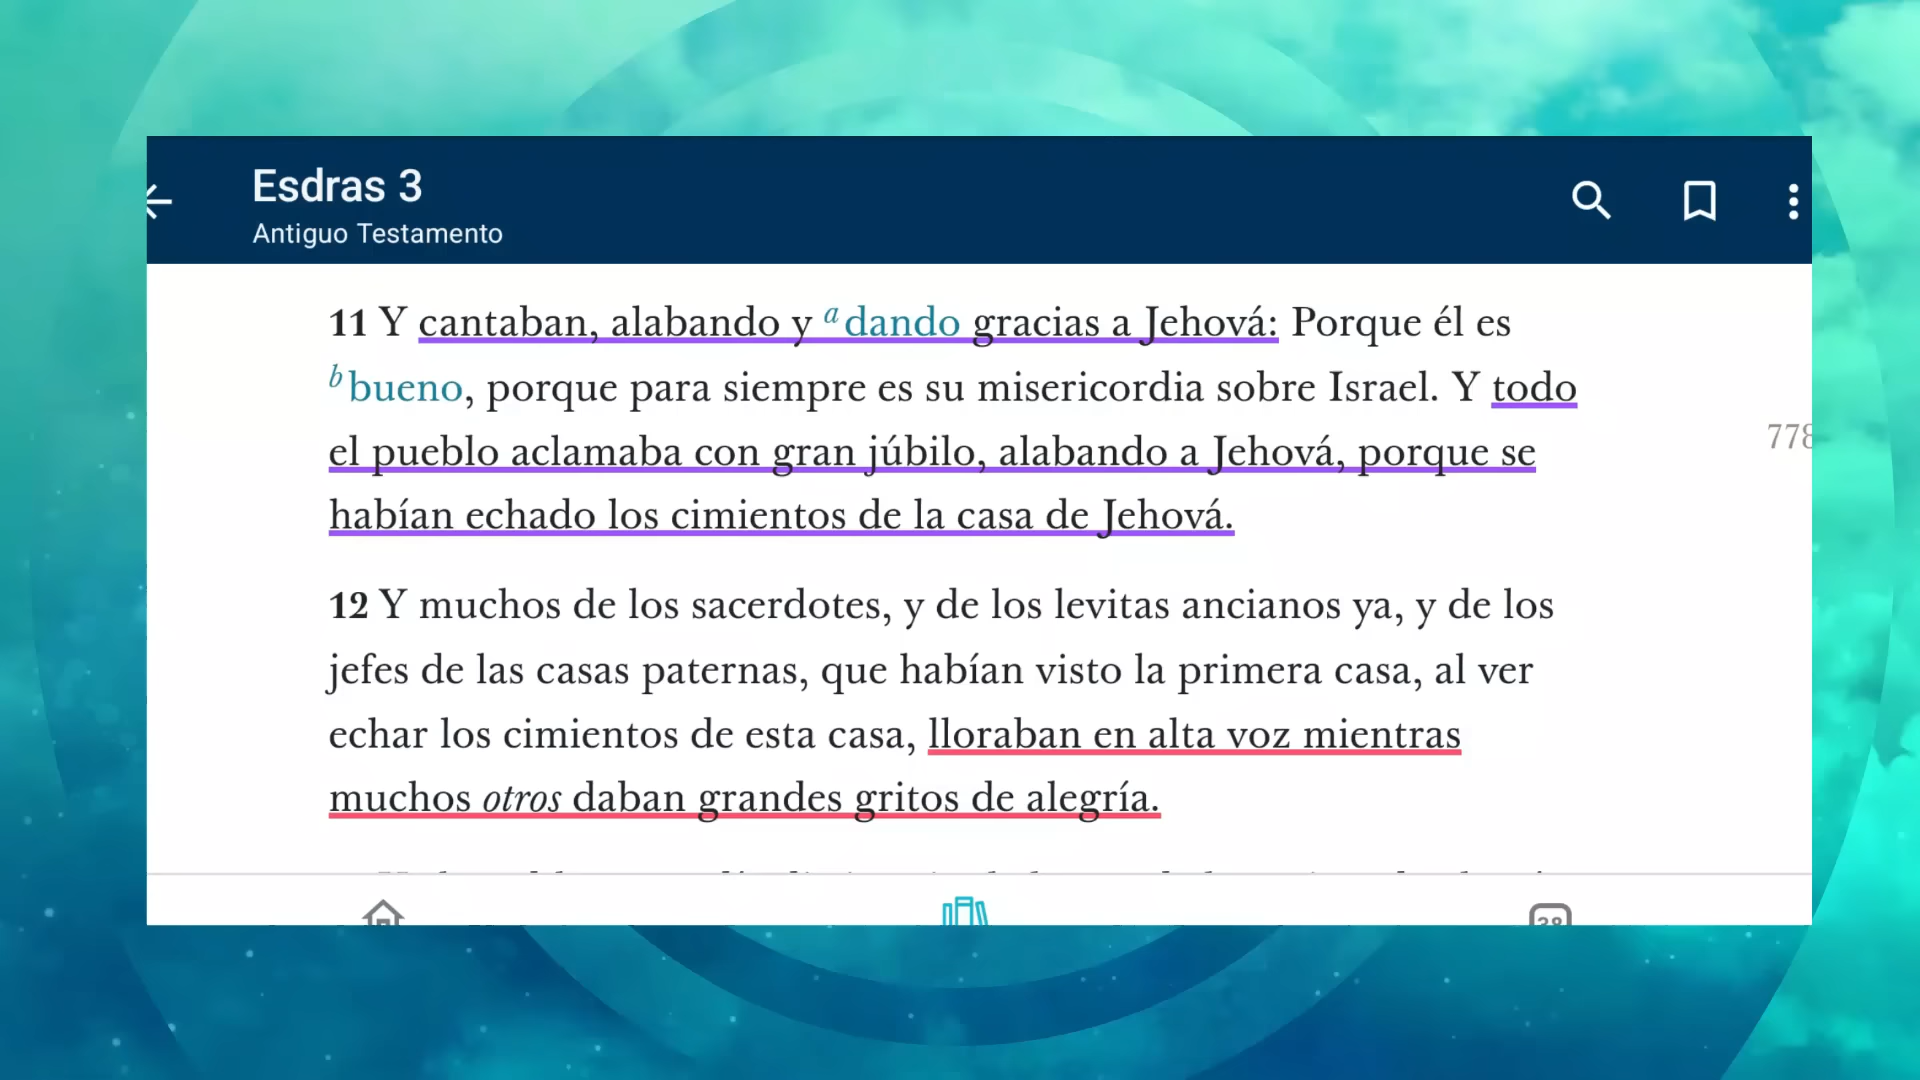 Esdras 3
Antiguo Testamento
11 Y cantaban, alabando y a dando gracias a Jehová: Porque él es
b bueno, porque para siempre es su misericordia sobre Israel. Y todo
el pueblo aclamaba con gran júbilo, alabando a Jehová, porque se
habían echado los cimientos de la casa de Jehová.
778
12 Y muchos de los sacerdotes, y de los levitas ancianos ya, y de los
jefes de las casas paternas, que habían visto la primera casa, al ver
echar los cimientos de esta casa, lloraban en alta voz mientras
muchos otros daban grandes gritos de alegría.
38